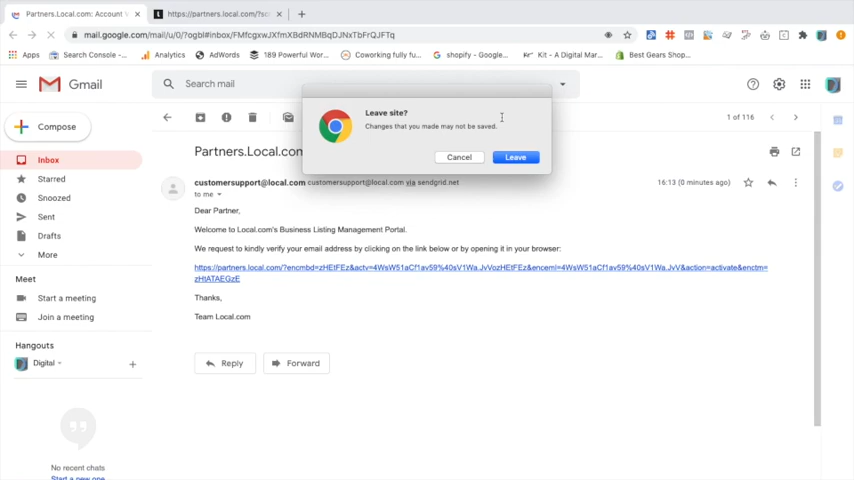 Partners.Local.com: Account V
https://partners.local.com/?so
mail.google.com/mail/u/0/?ogbl#inbox/FMfcgxwJXfmXBdRNMBqDJNxTbFrQJFTq
Apps
Search Console -...
Analytics
AdWords
189 Powerful Word...
Coworking fully fu...
shopify - Google...
Kit - A Digital Mar...
Best Gears Shop...
Gmail
Search mail
Leave site?
Changes that you made may not be saved.
Cancel
Leave
Compose
1 of 116
Inbox
Starred
Snoozed
Sent
Drafts
More
Meet
Start a meeting
Join a meeting
Hangouts
Digital
No recent chats
Start a new one
Partners.Local.com
customersupport@local.com customersupport@local.com via sendgrid.net
16:13 (0 minutes ago)
to me
Dear Partner,
Welcome to Local.com's Business Listing Management Portal.
We request to kindly verify your email address by clicking on the link below or by opening it in your browser:
https://partners.local.com/?encmbd=zHEtFEz&actv=4WsW51aCf1av59%40sV1Wa.JvVozHEtFEz&enceml=4WsW51aCf1av59%40sV1Wa.JvV&action=activate&enctm=
zHtATAEGzE
Thanks,
Team Local.com
Reply
Forward